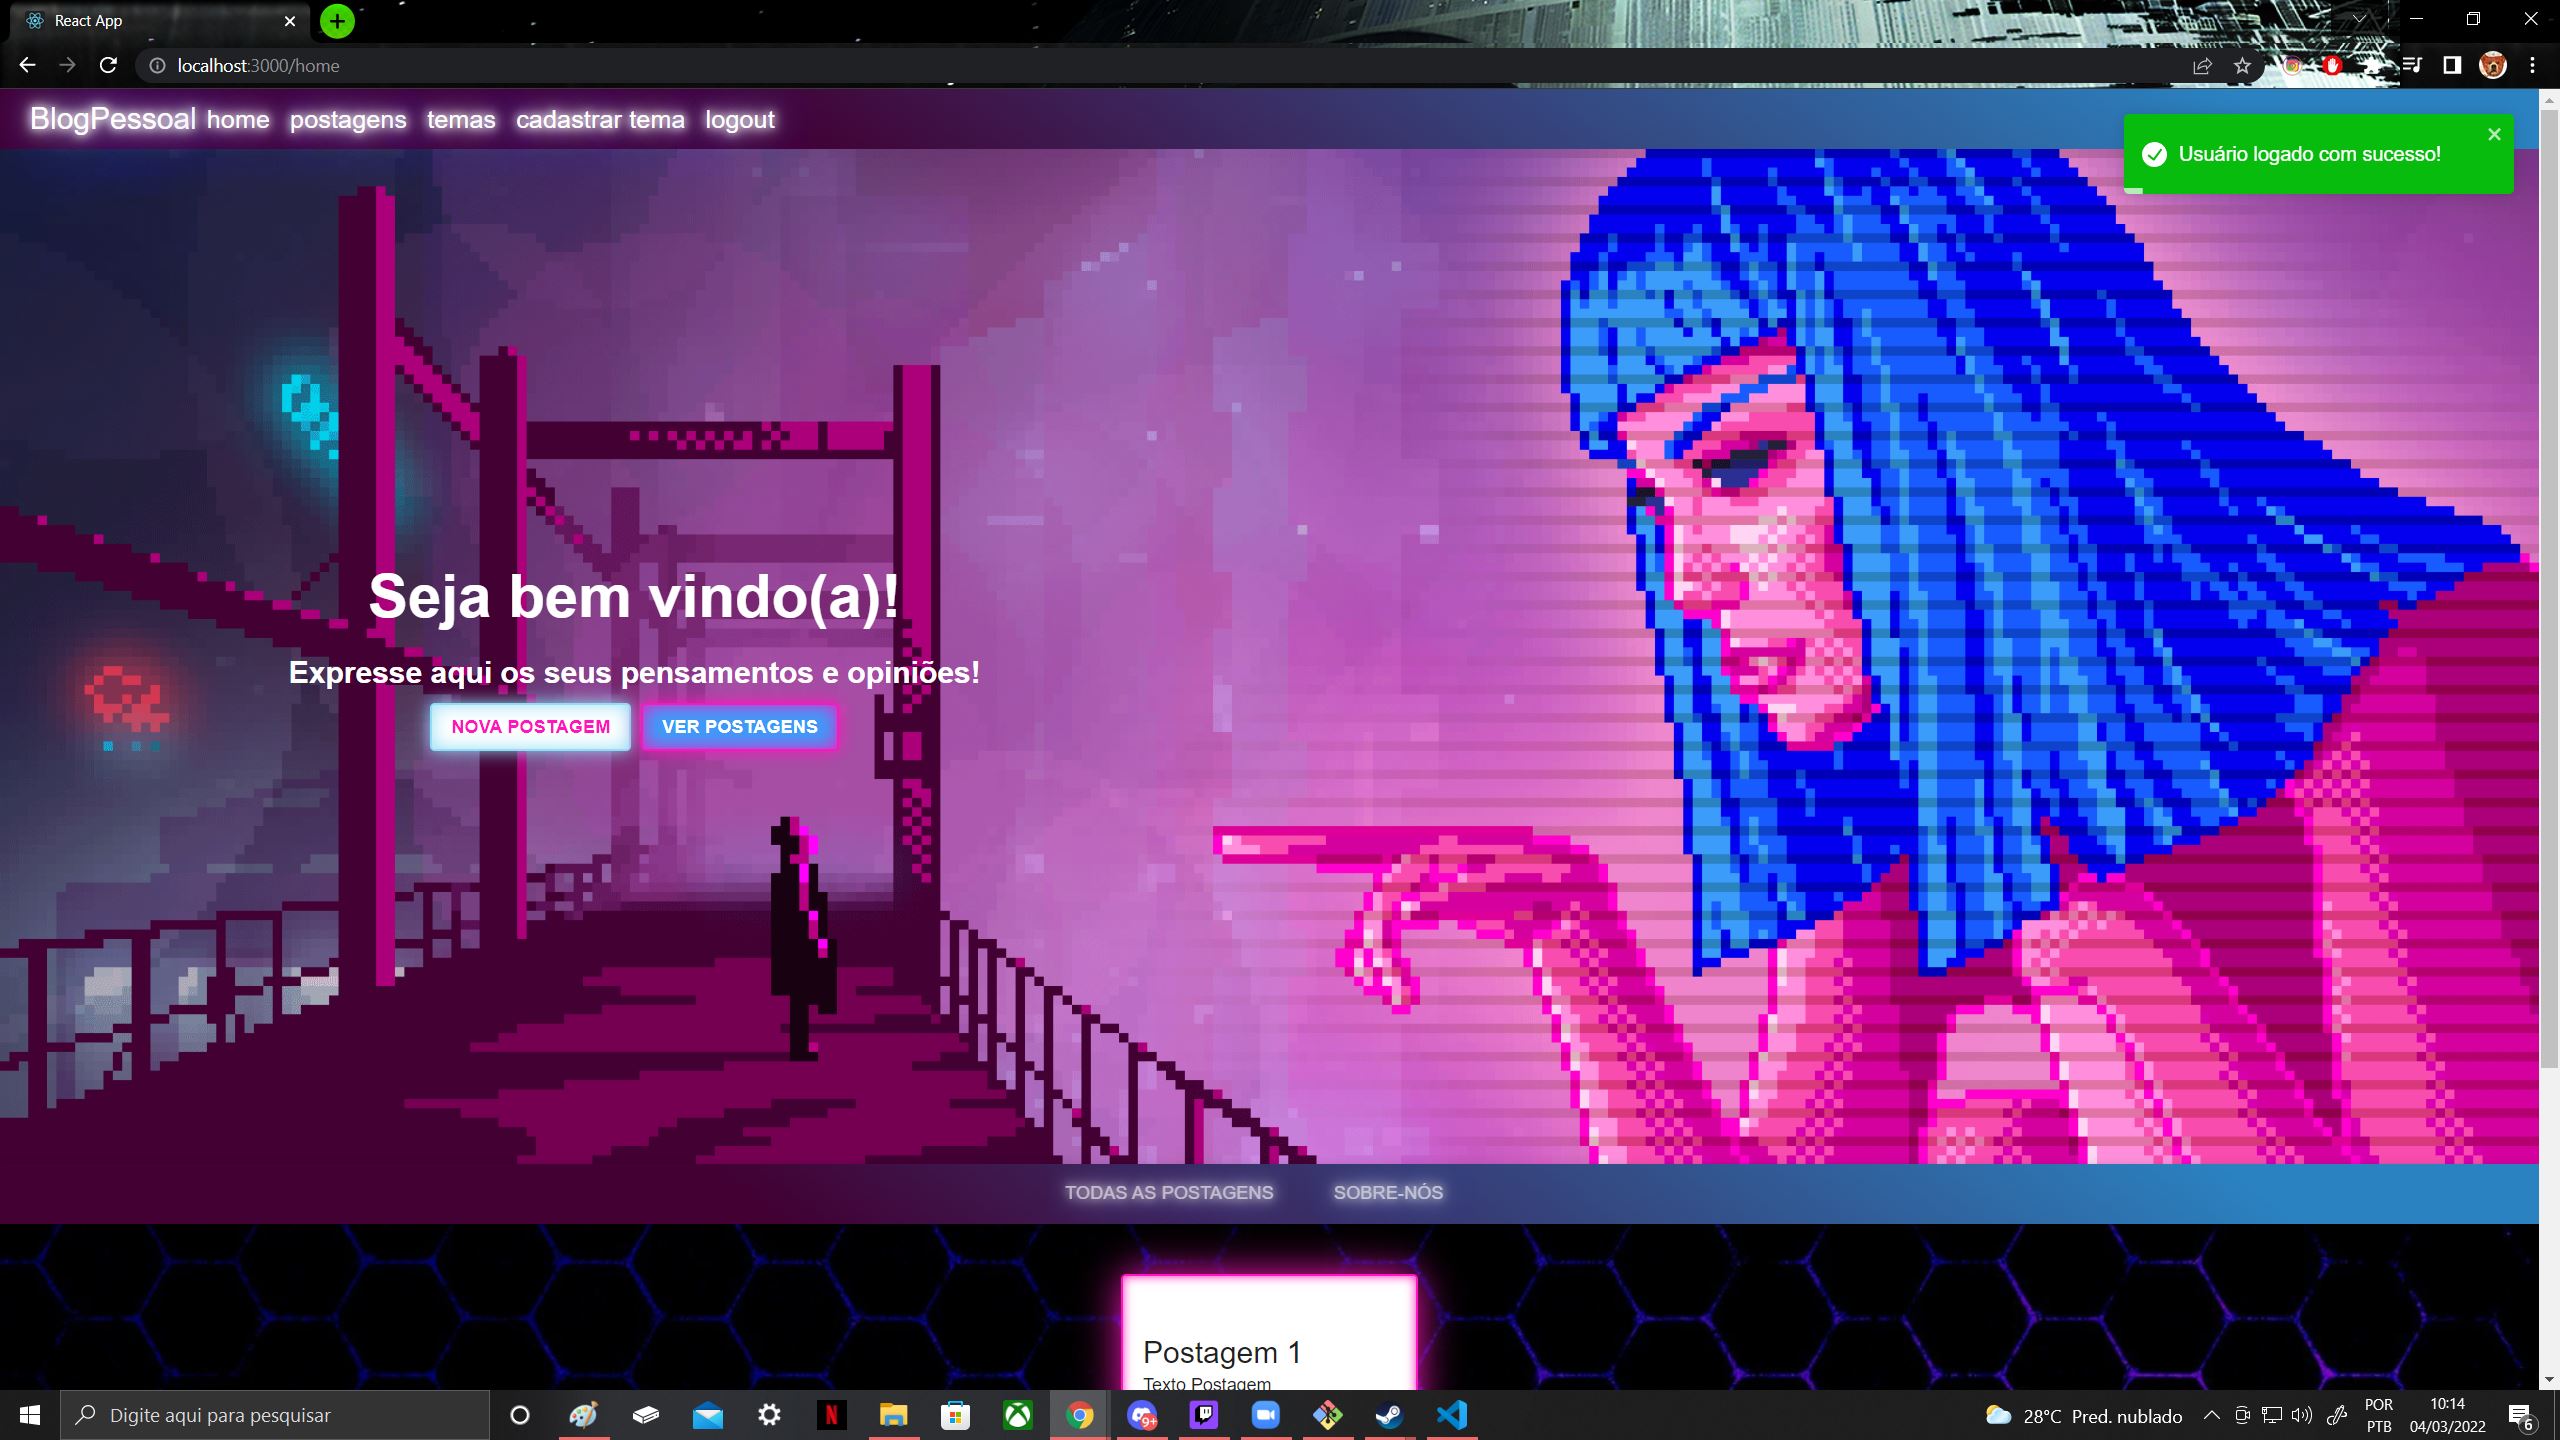 React App
localhost:3000/home
BlogPessoal home postagens temas cadastrar tema logout
Usuário logado com sucesso!
Seja bem vindo(a)!
Expresse aqui os seus pensamentos e opiniões!
NOVA POSTAGEM VER POSTAGENS
TODAS AS POSTAGENS SOBRE-NÓS
Postagem 1
Texto Postagem
Digite aqui para pesquisar
N
9+
28°C Pred. nublado
POR
PTB
10:14
04/03/2022
6